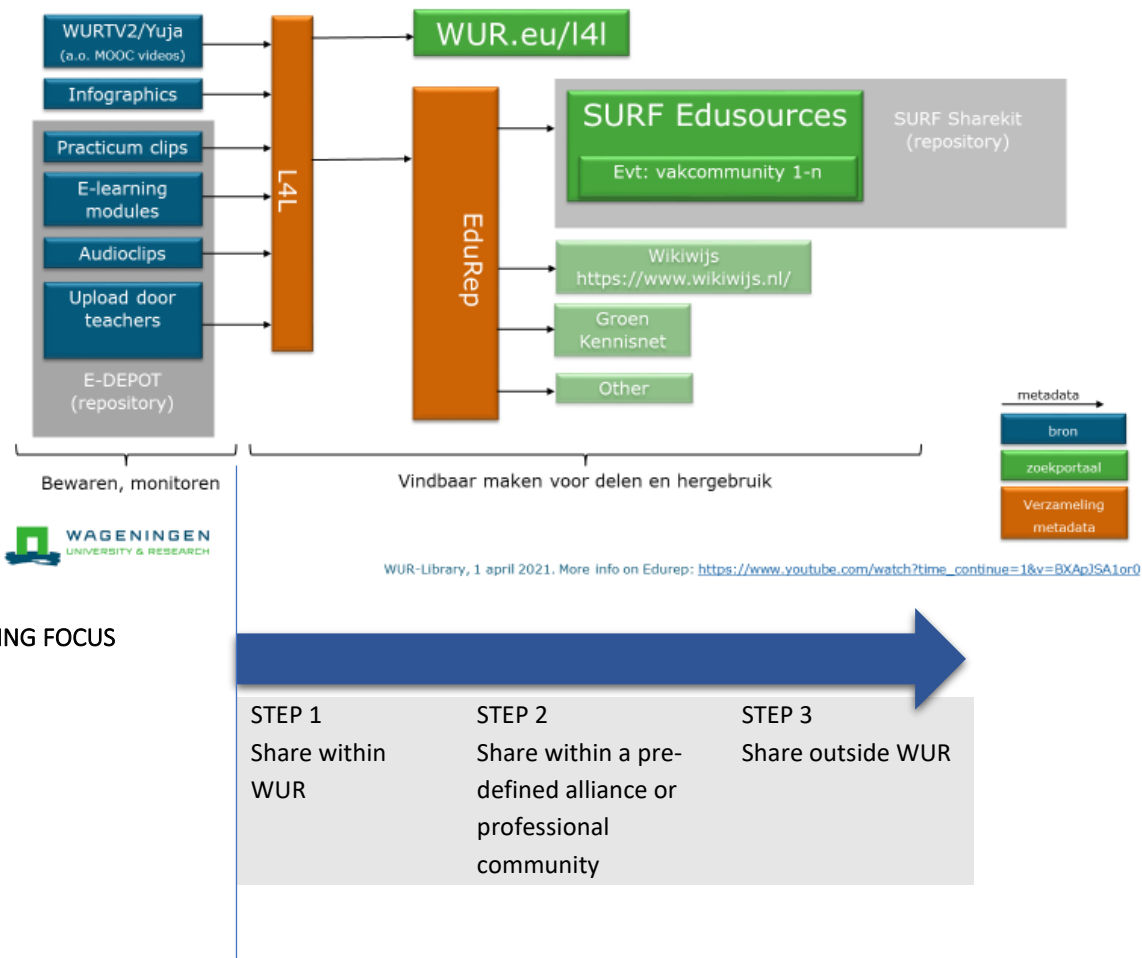 WURTV2/Yuja
(a.o. MOOC videos)
Infographics
Practicum clips
E-learning
modules
Audioclips
Upload door
teachers
E-DEPOT
(repository)
L4L
WUR.eu/l4l
EduRep
SURF Edusources
Evt: vakcommunity 1-n
SURF Sharekit
(repository)
Wikiwijs
https://www.wikiwijs.nl/
Groen
Kennisnet
Other
metadata
bron
zoekportaal
Verzameling
metadata
Bewaren, monitoren
Vindbaar maken voor delen en hergebruik
WAGENINGEN
UNIVERSITY & RESEARCH
WUR-Library, 1 april 2021. More info on Edurep: https://www.youtube.com/watch?time_continue=1&v=BXApJSA1or0
ING FOCUS
STEP 1
Share within
WUR
STEP 2
Share within a pre-
defined alliance or
professional
community
STEP 3
Share outside WUR